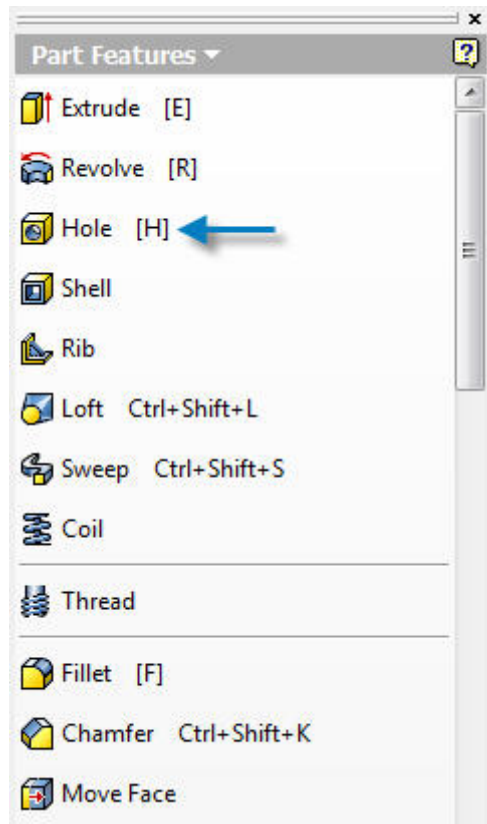 Part Features
Extrude [E]
Revolve [R]
Hole [H]
Shell
Rib
Loft Ctrl+Shift+L
Sweep Ctrl+Shift+S
Coil
Thread
Fillet [F]
Chamfer Ctrl+Shift+K
Move Face